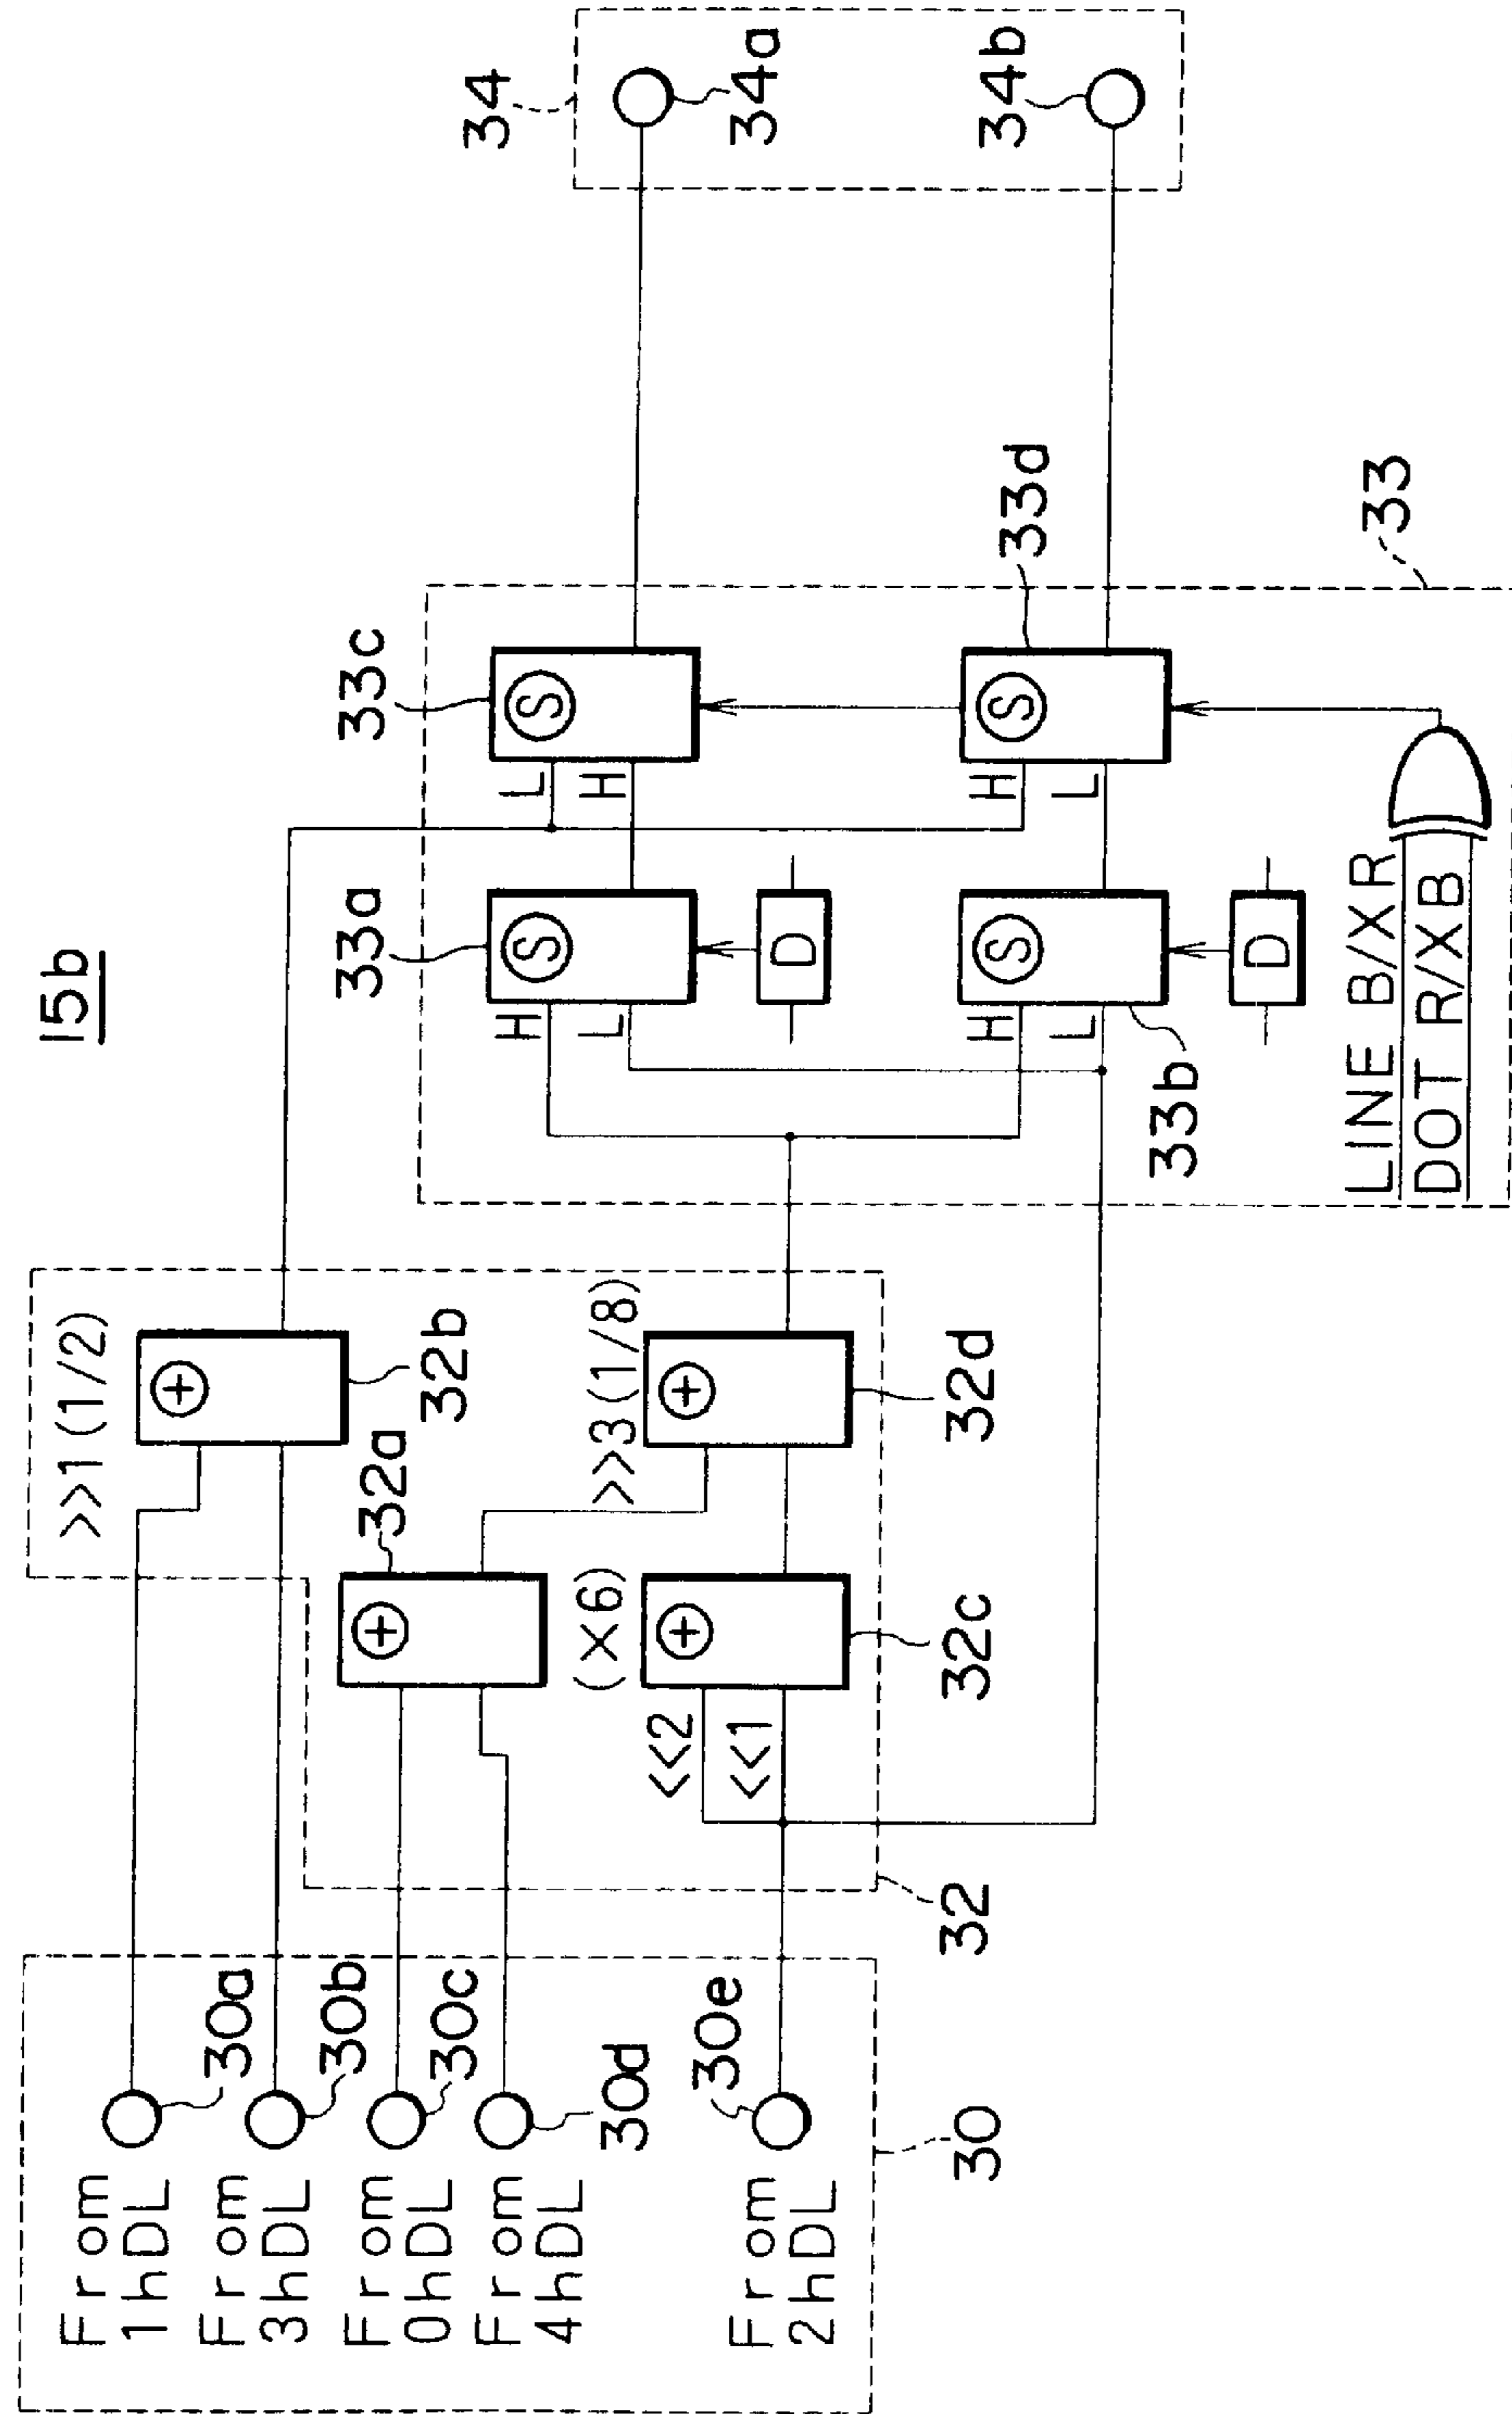 15b
From
1hDL
30a
From
3hDL
30b
From
0hDL
30c
From
4hDL
30d
From
2hDL
30e
30
>>1(1/2)
32b
32a
>>3(1/8)
32d
(×6)
<<2
<<1
32c
32
33a
H
L
S
D
33b
H
L
S
D
33c
L
H
S
33d
H
L
S
LINE B/XR
DOT R/XB
33
34
34a
34b